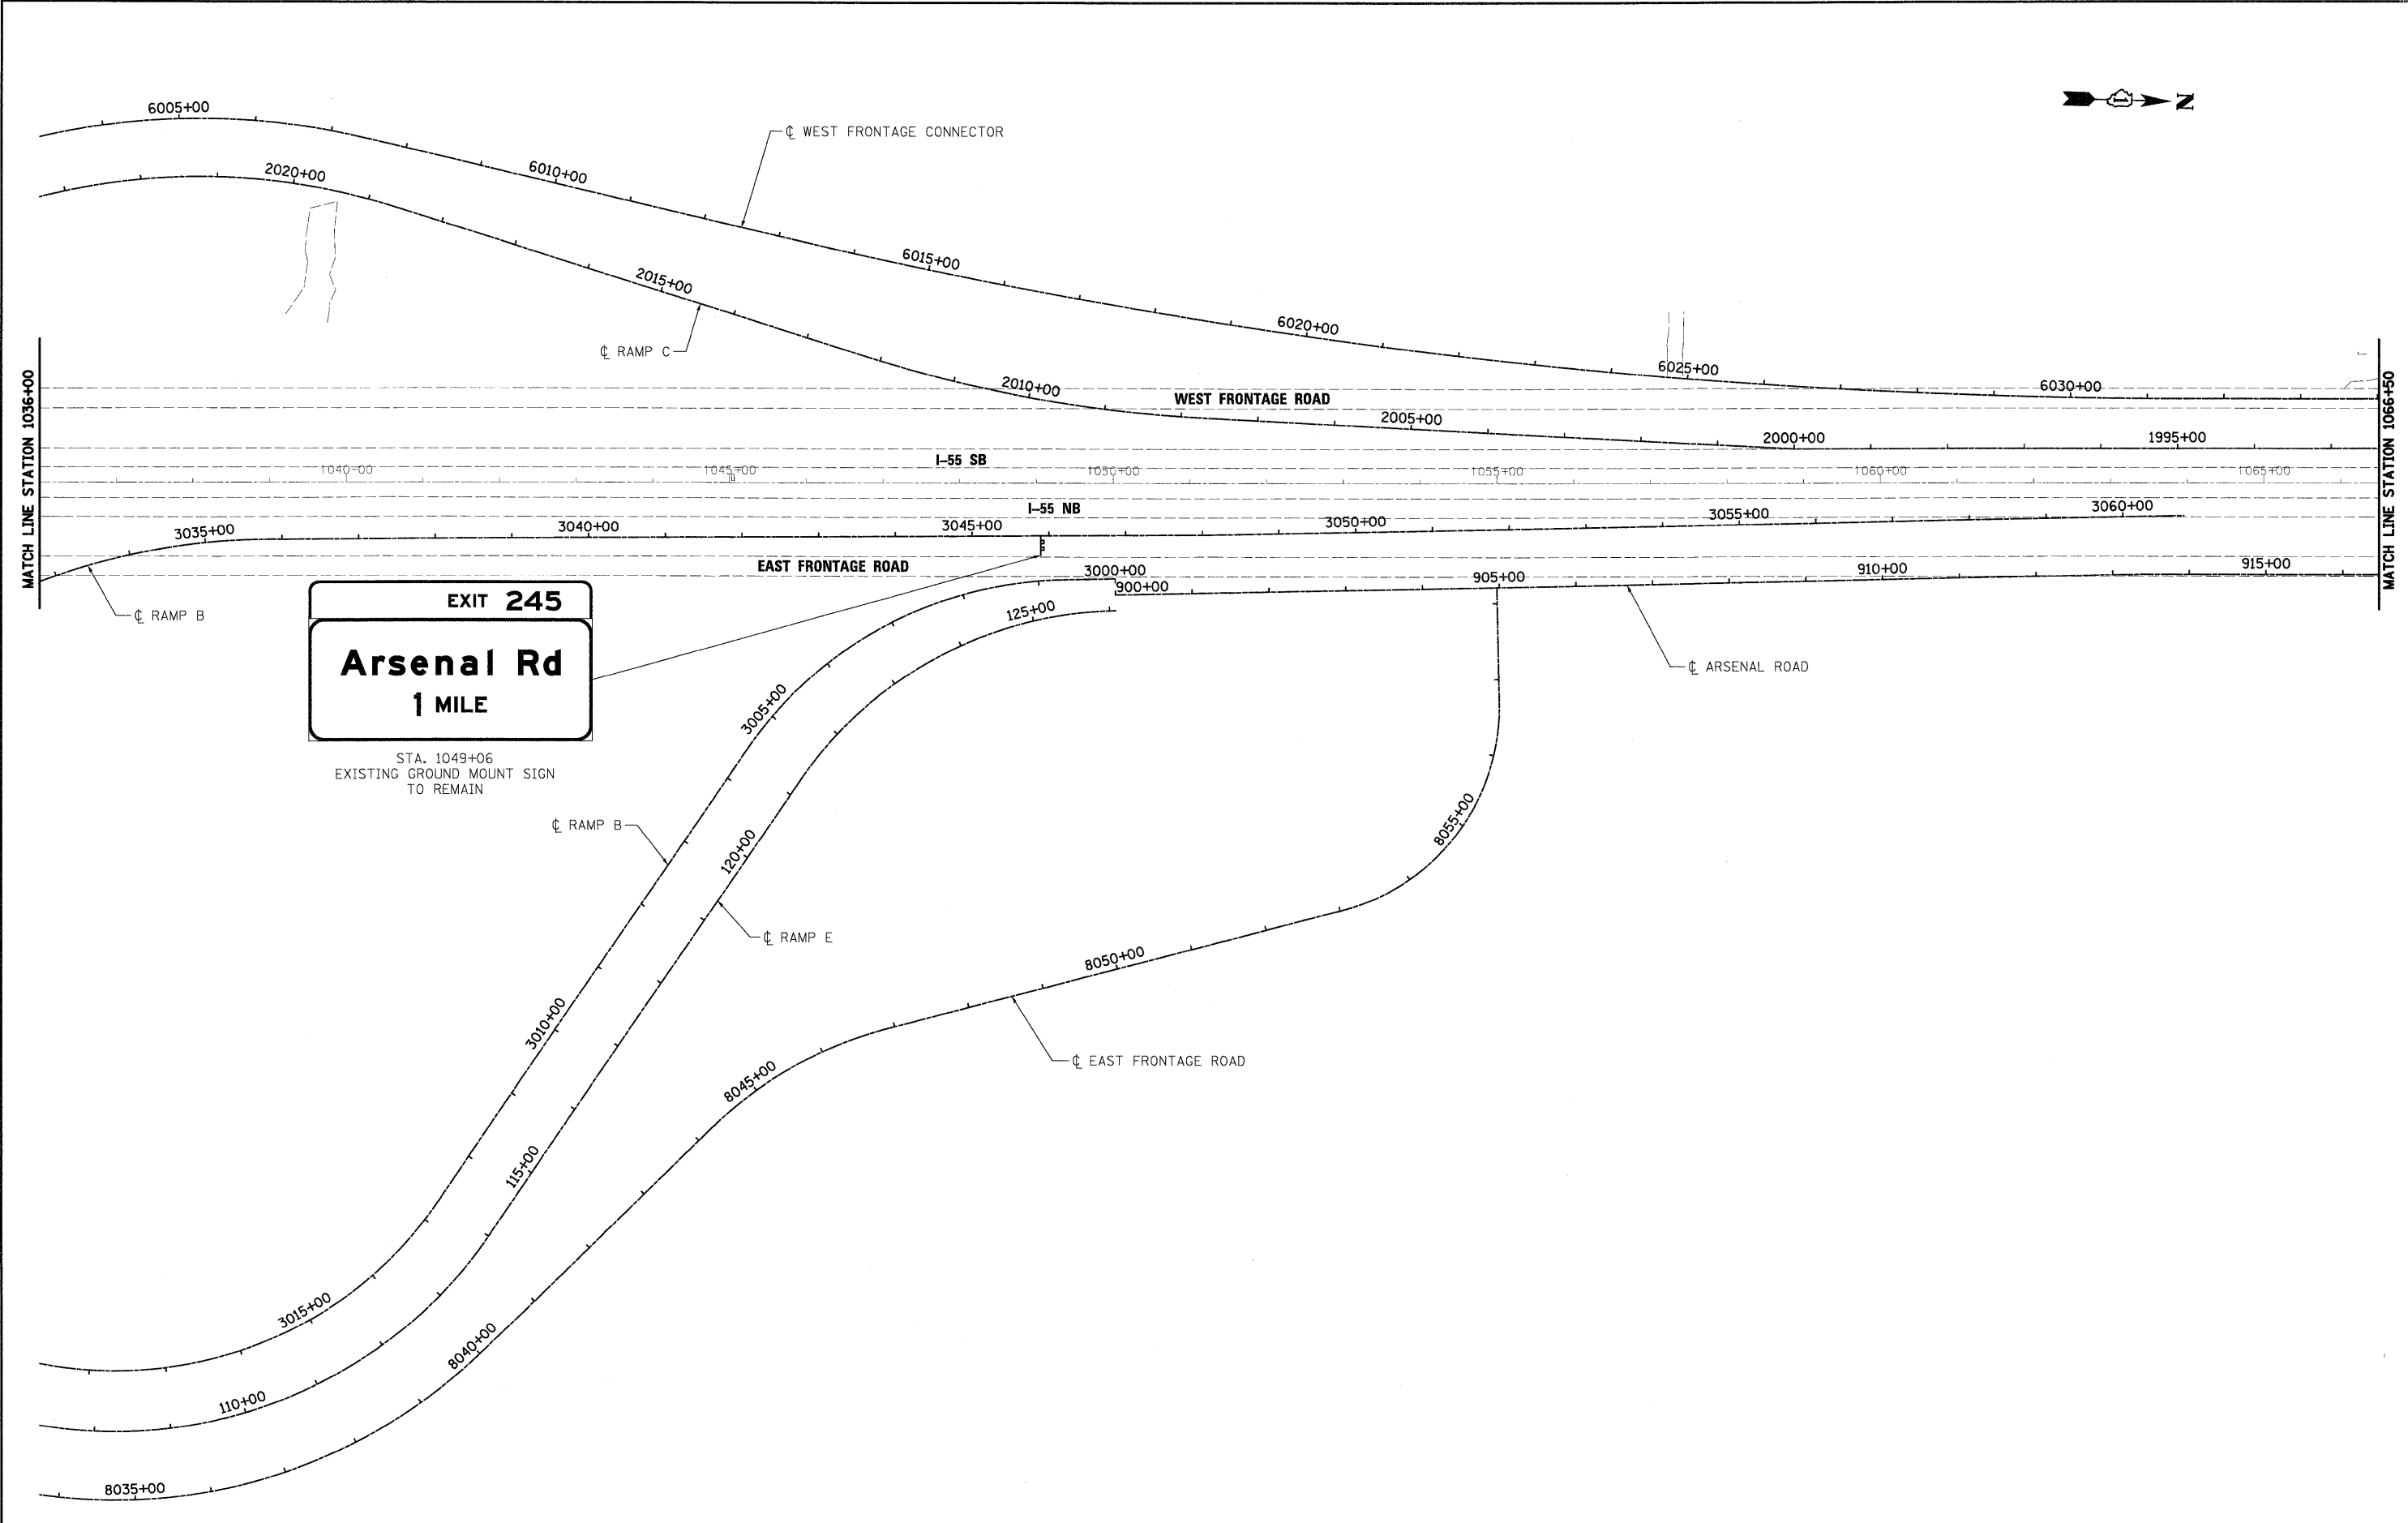 6005+00
℄ WEST FRONTAGE CONNECTOR
N
2020+00
6010+00
6015+00
2015+00
6020+00
℄ RAMP C
6025+00
2010+00
6030+00
WEST FRONTAGE ROAD
2005+00
2000+00
1995+00
MATCH LINE STATION 1036+00
MATCH LINE STATION 1066+50
I-55 SB
1040+00
1045+00
1050+00
1055+00
1060+00
1065+00
I-55 NB
3035+00
3040+00
3045+00
3050+00
3055+00
3060+00
EAST FRONTAGE ROAD
3000+00
900+00
905+00
910+00
915+00
℄ RAMP B
EXIT 245
Arsenal Rd
1 MILE
125+00
℄ ARSENAL ROAD
STA. 1049+06
EXISTING GROUND MOUNT SIGN
TO REMAIN
3005+00
℄ RAMP B
120+00
8055+00
℄ RAMP E
8050+00
3010+00
℄ EAST FRONTAGE ROAD
8045+00
115+00
3015+00
8040+00
110+00
8035+00